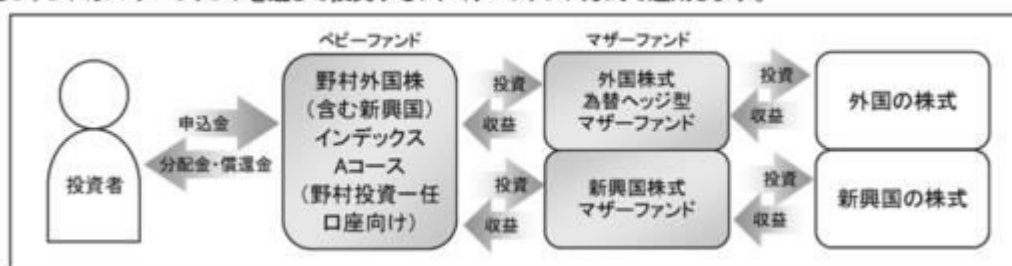 ベビーファンド
マザーファンド
野村外国株
(含む新興国)
インデックス
Aコース
(野村投資一任
口座向け)
投資者
申込金
分配金・償還金
投資
収益
投資
収益
外国株式
為替ヘッジ型
マザーファンド
新興国株式
マザーファンド
投資
収益
投資
収益
外国の株式
新興国の株式